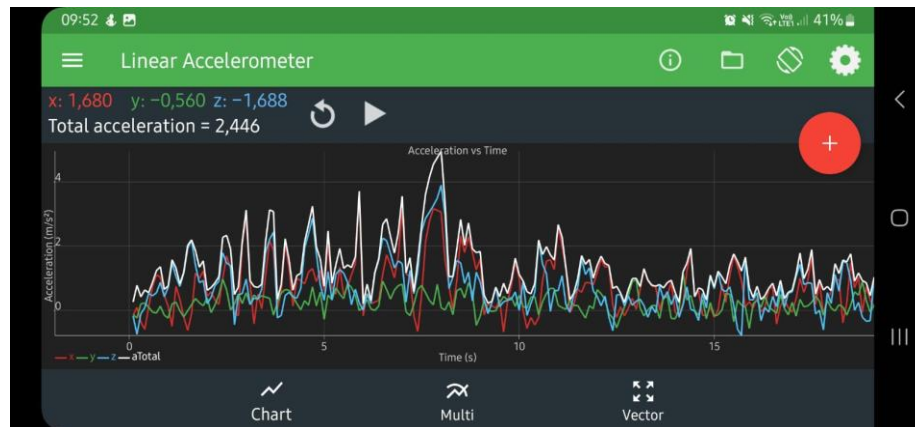 09:52 41%
Linear Accelerometer
x: 1,680 y: −0,560 z: −1,688
Total acceleration = 2,446
Acceleration vs Time
Acceleration (m/s²)
4
2
0
0 5 10 15
Time (s)
x y z aTotal
Chart Multi Vector